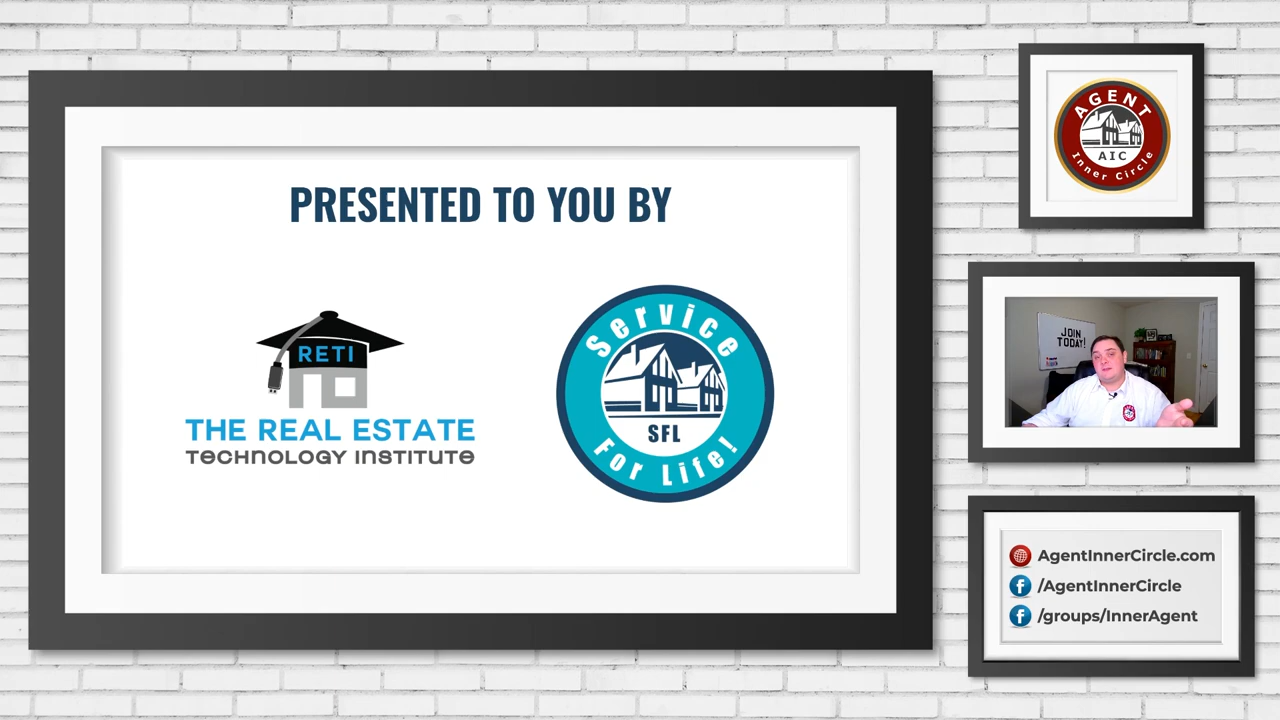 PRESENTED TO YOU BY
RETI
THE REAL ESTATE
TECHNOLOGY INSTITUTE
Service
SFL
For Life!
AGENT
AIC
Inner Circle
JOIN
TODAY!
AgentInnerCircle.com
/AgentInnerCircle
/groups/InnerAgent